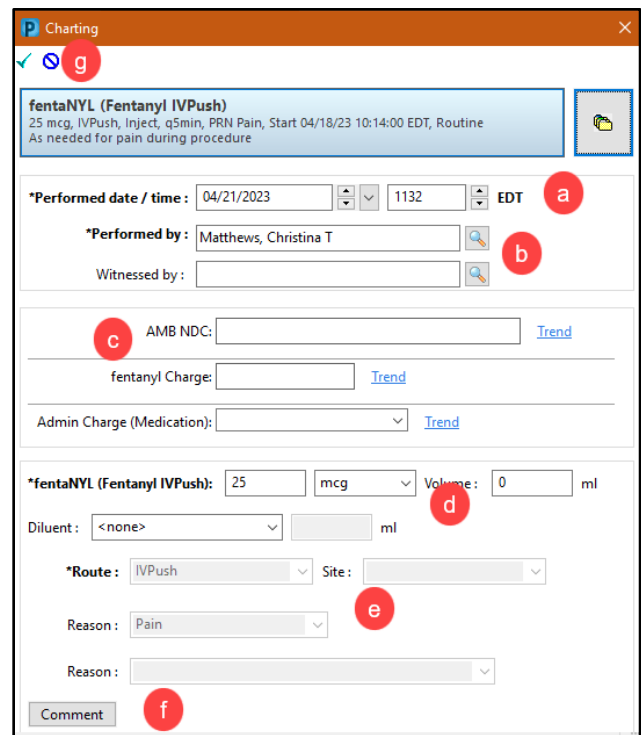 P Charting
g
fentaNYL (Fentanyl IVPush)
25 mcg, IVPush, Inject, q5min, PRN Pain, Start 04/18/23 10:14:00 EDT, Routine
As needed for pain during procedure
*Performed date / time : 04/21/2023 1132 EDT a
*Performed by : Matthews, Christina T
b
Witnessed by :
c AMB NDC: Trend
fentanyl Charge: Trend
Admin Charge (Medication): Trend
*fentaNYL (Fentanyl IVPush): 25 mcg Volume : 0 ml
d
Diluent : <none> ml
*Route : IVPush Site :
e
Reason : Pain
Reason :
Comment f